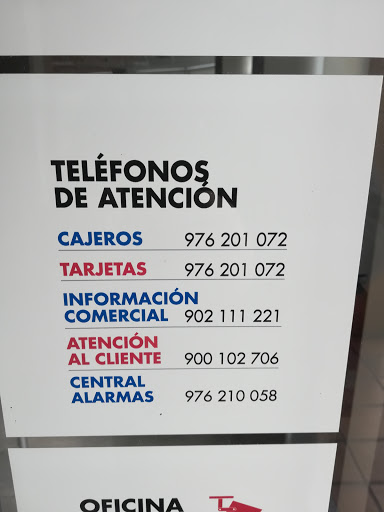 TELÉFONOS
DE ATENCIÓN
CAJEROS 976 201 072
TARJETAS 976 201 072
INFORMACIÓN
COMERCIAL 902 111 221
ATENCIÓN
AL CLIENTE 900 102 706
CENTRAL
ALARMAS 976 210 058
OFICINA